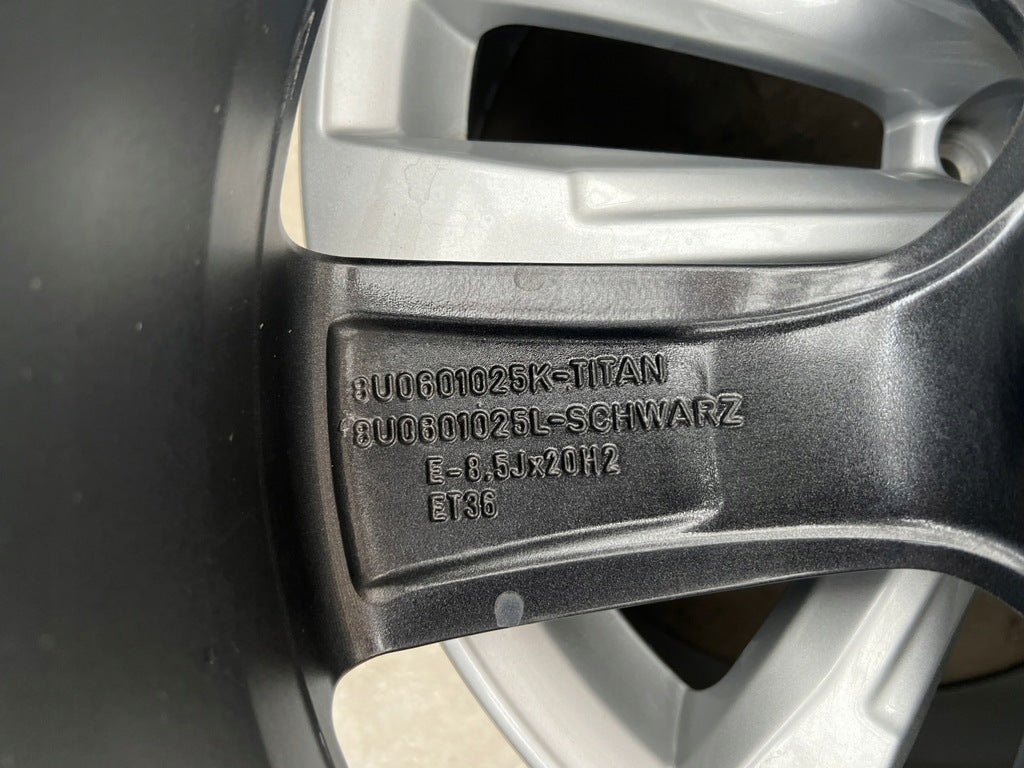 8U0601025K-TITAN
8U0601025L-SCHWARZ
E-8.5Jx20H2
ET36